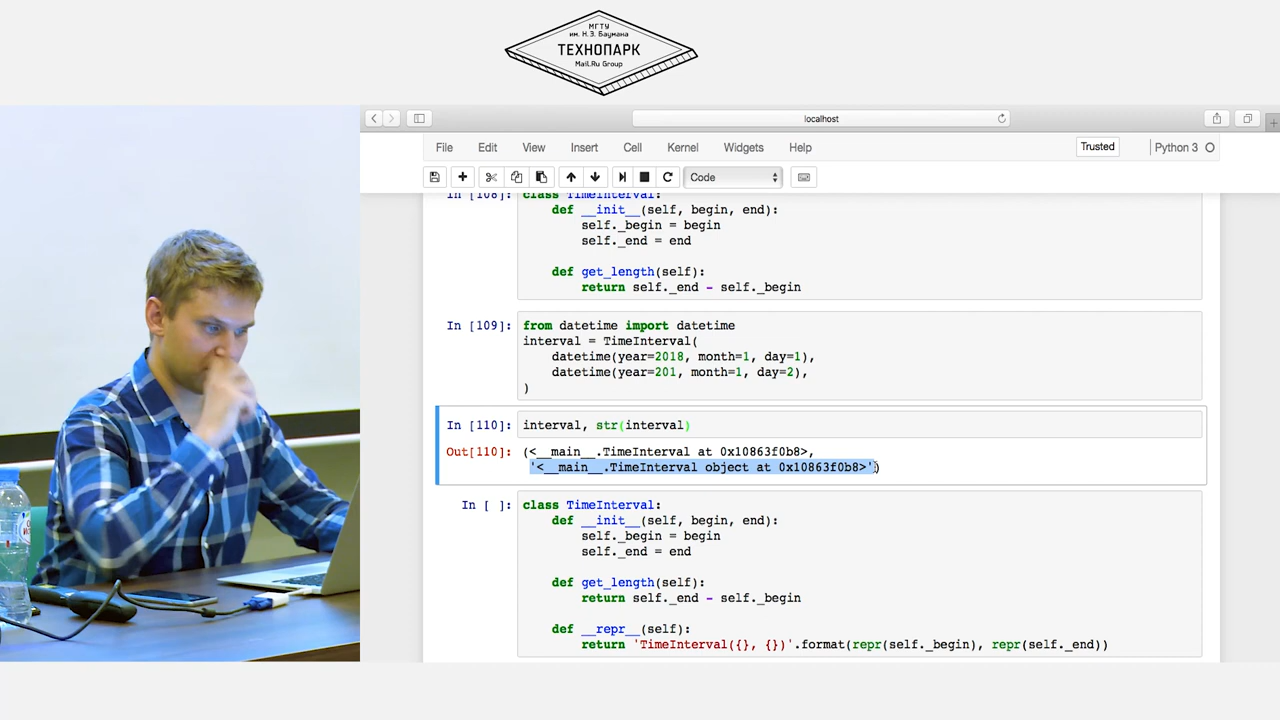 МГТУ
им. Н.Э. Баумана
ТЕХНОПАРК
Mail.Ru Group
localhost
File Edit View Insert Cell Kernel Widgets Help Trusted Python 3
Code
In [108]: class TimeInterval:
    def __init__(self, begin, end):
        self._begin = begin
        self._end = end
    def get_length(self):
        return self._end - self._begin
In [109]: from datetime import datetime
interval = TimeInterval(
    datetime(year=2018, month=1, day=1),
    datetime(year=201, month=1, day=2),
)
In [110]: interval, str(interval)
Out[110]: (<__main__.TimeInterval at 0x10863f0b8>,
'<__main__.TimeInterval object at 0x10863f0b8>')
In [ ]: class TimeInterval:
    def __init__(self, begin, end):
        self._begin = begin
        self._end = end
    def get_length(self):
        return self._end - self._begin
    def __repr__(self):
        return 'TimeInterval({}, {})'.format(repr(self._begin), repr(self._end))